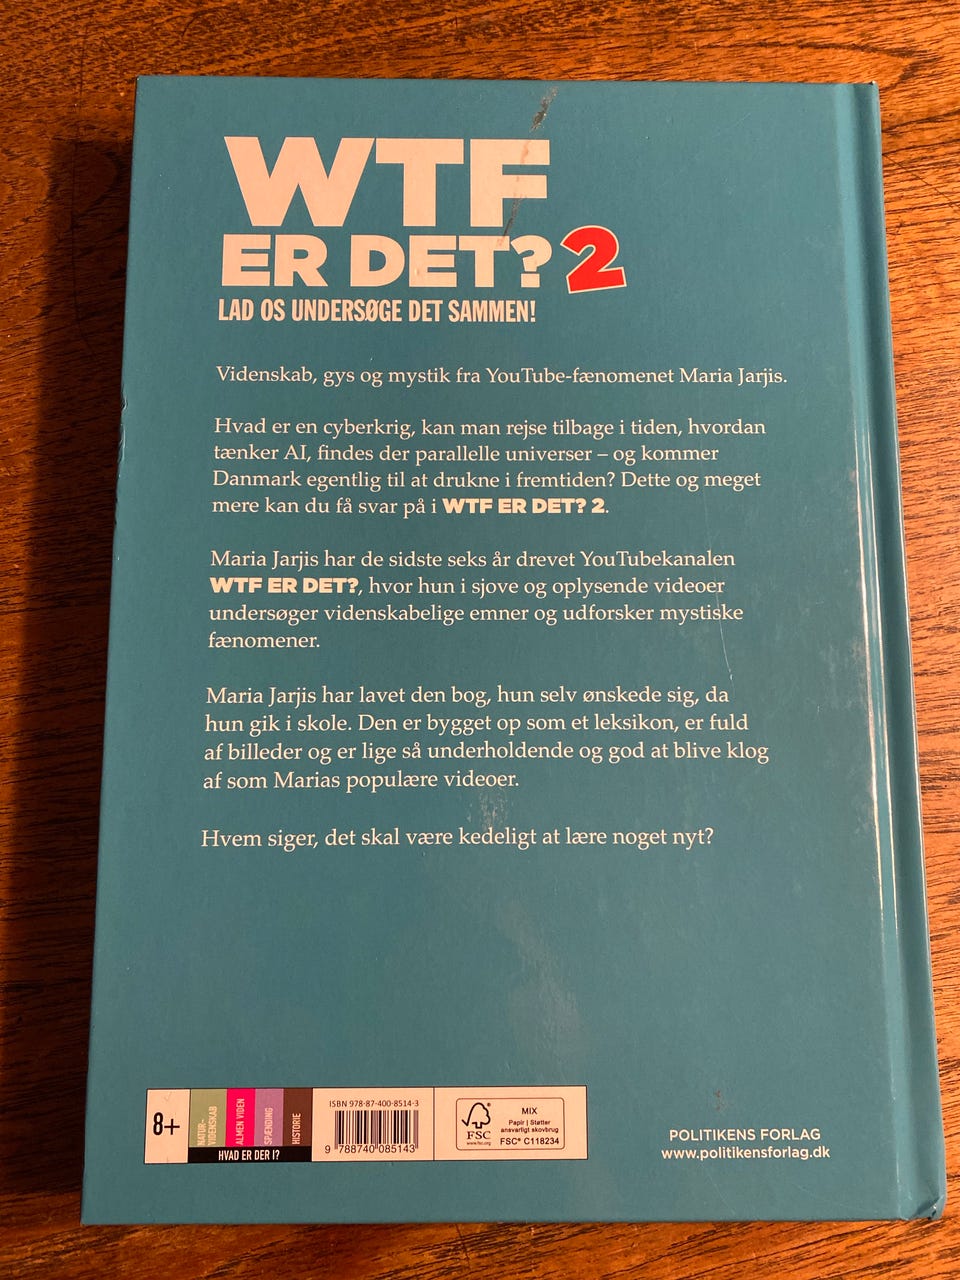 WTF
ER DET? 2
LAD OS UNDERSØGE DET SAMMEN!
Videnskab, gys og mystik fra YouTube-fænomenet Maria Jarjis.
Hvad er en cyberkrig, kan man rejse tilbage i tiden, hvordan
tænker AI, findes der parallelle universer – og kommer
Danmark egentlig til at drukne i fremtiden? Dette og meget
mere kan du få svar på i WTF ER DET? 2.
Maria Jarjis har de sidste seks år drevet YouTubekanalen
WTF ER DET?, hvor hun i sjove og oplysende videoer
undersøger videnskabelige emner og udforsker mystiske
fænomener.
Maria Jarjis har lavet den bog, hun selv ønskede sig, da
hun gik i skole. Den er bygget op som et leksikon, er fuld
af billeder og er lige så underholdende og god at blive klog
af som Marias populære videoer.
Hvem siger, det skal være kedeligt at lære noget nyt?
8+
NATUR-
VIDENSKAB
ALMEN VIDEN
SPÆNDING
HISTORIE
HVAD ER DER I?
ISBN 978-87-400-8514-3
9 788740 085143
FSC
www.fsc.org
MIX
Papir | Støtter
ansvarligt skovbrug
FSC® C118234
POLITIKENS FORLAG
www.politikensforlag.dk